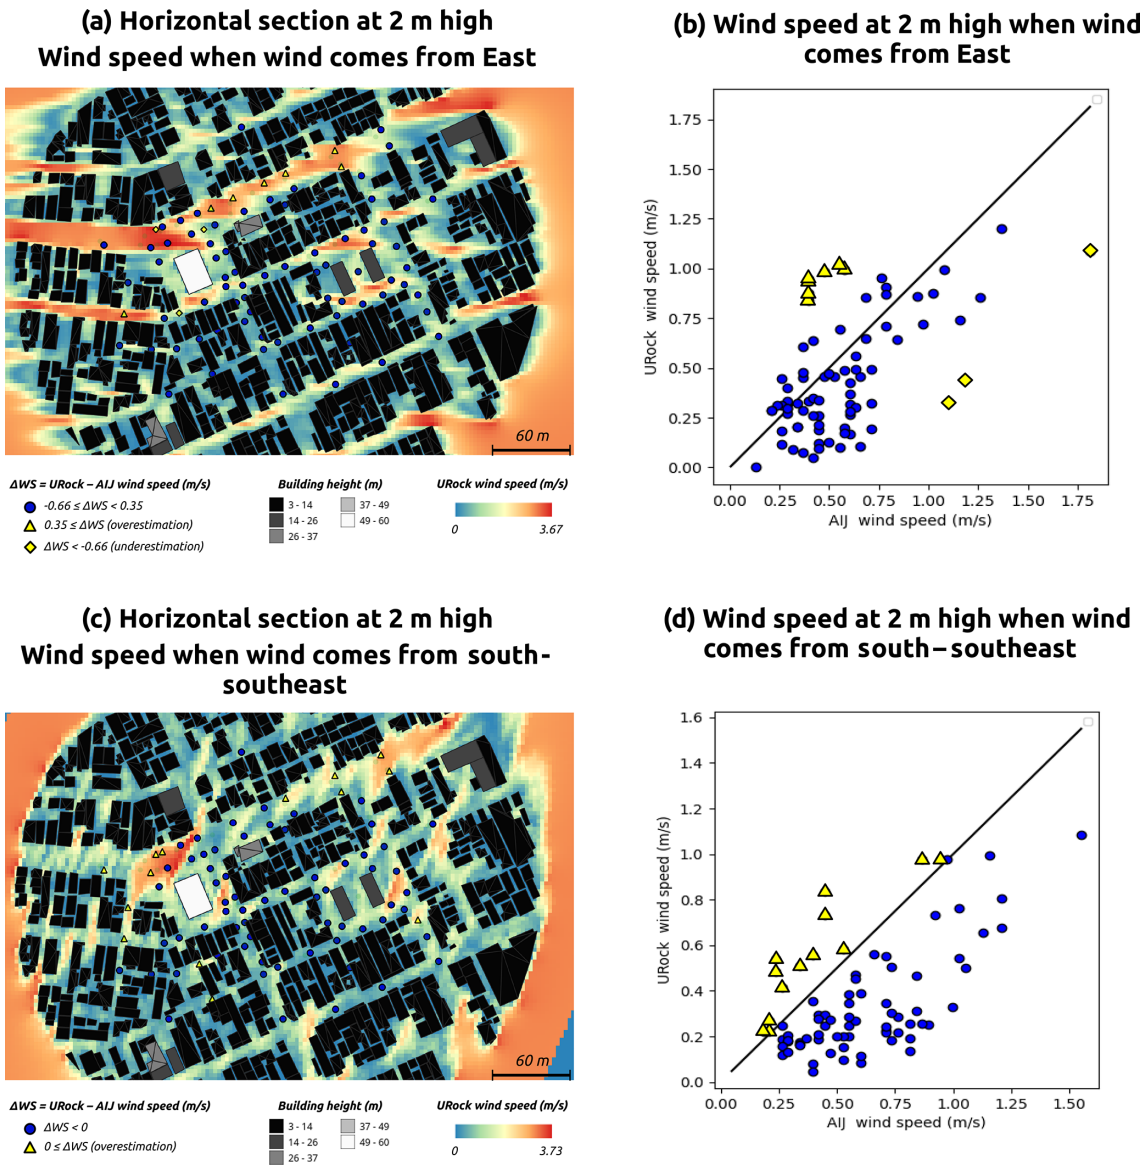 (a) Horizontal section at 2 m high
Wind speed when wind comes from East
60 m
ΔWS = URock – AIJ wind speed (m/s)
-0.66 ≤ ΔWS < 0.35
0.35 ≤ ΔWS (overestimation)
ΔWS < -0.66 (underestimation)
Building height (m)
3 - 14
14 - 26
26 - 37
37 - 49
49 - 60
URock wind speed (m/s)
0
3.67
(b) Wind speed at 2 m high when wind
comes from East
URock wind speed (m/s)
1.75
1.50
1.25
1.00
0.75
0.50
0.25
0.00
0.00 0.25 0.50 0.75 1.00 1.25 1.50 1.75
AIJ wind speed (m/s)
(c) Horizontal section at 2 m high
Wind speed when wind comes from south-
southeast
60 m
ΔWS = URock – AIJ wind speed (m/s)
ΔWS < 0
0 ≤ ΔWS (overestimation)
Building height (m)
3 - 14
14 - 26
26 - 37
37 - 49
49 - 60
URock wind speed (m/s)
0
3.73
(d) Wind speed at 2 m high when wind
comes from south–southeast
URock wind speed (m/s)
1.6
1.4
1.2
1.0
0.8
0.6
0.4
0.2
0.0
0.00 0.25 0.50 0.75 1.00 1.25 1.50
AIJ wind speed (m/s)